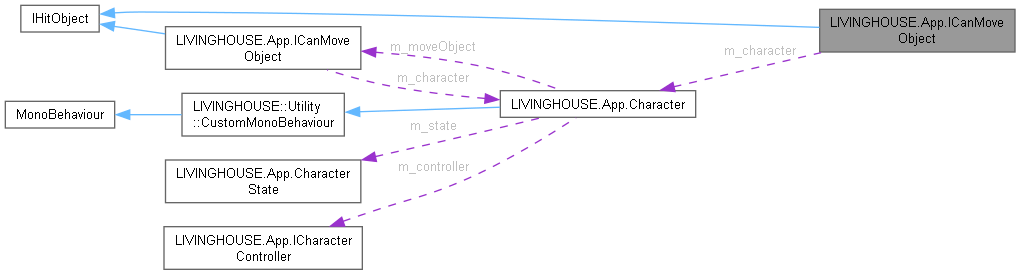 IHitObject
LIVINGHOUSE.App.ICanMove
Object
LIVINGHOUSE.App.ICanMove
Object
m_moveObject
m_character
m_character
MonoBehaviour
LIVINGHOUSE::Utility
::CustomMonoBehaviour
LIVINGHOUSE.App.Character
m_state
m_controller
LIVINGHOUSE.App.Character
State
LIVINGHOUSE.App.ICharacter
Controller